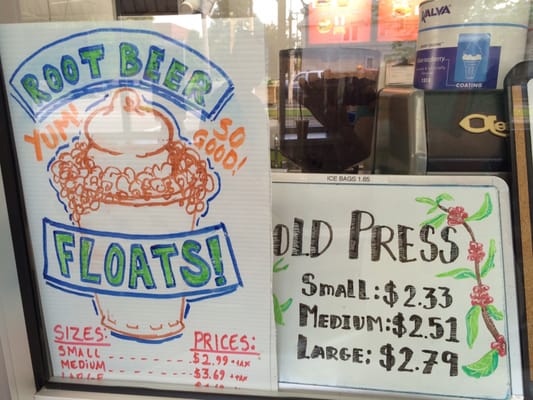 ROOT BEER
YUM!
SO
GOOD!
FLOATS!
SIZES:
PRICES:
SMALL $2.99 +TAX
MEDIUM $3.69 +TAX
KALVA
COATING
ICE BAGS 1.85
OLD PRESS
SMALL: $2.33
MEDIUM: $2.51
LARGE: $2.79